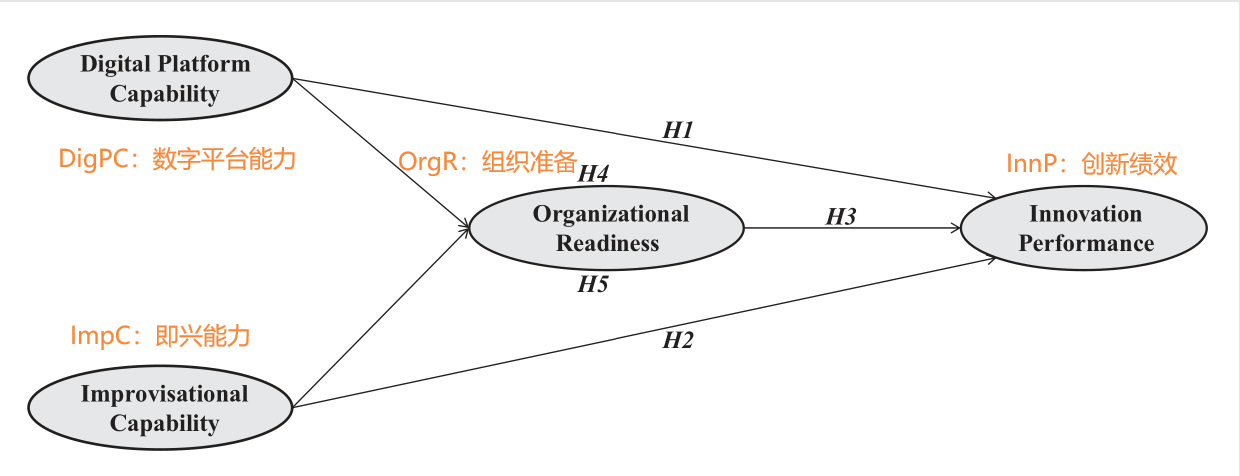 Digital Platform
Capability
DigPC：数字平台能力
H1
OrgR：组织准备
H4
InnP：创新绩效
Organizational
Readiness
H3
Innovation
Performance
H5
ImpC：即兴能力
H2
Improvisational
Capability